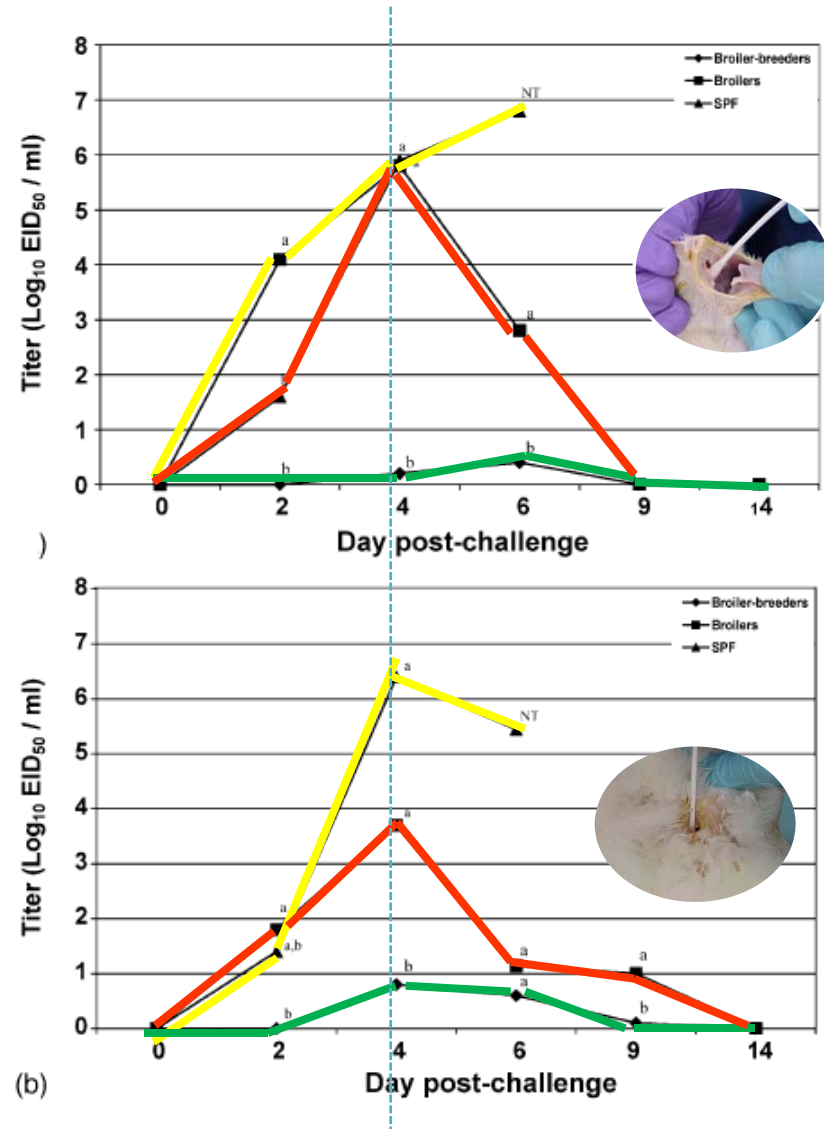 8
7
6
5
4
3
2
1
0
Titer (Log₁₀ EID₅₀ / ml)
Broiler-breeders
Broilers
SPF
NT
a
a
a
b
b
b
0 2 4 6 9 14
Day post-challenge
)
8
7
6
5
4
3
2
1
0
Titer (Log₁₀ EID₅₀ / ml)
Broiler-breeders
Broilers
SPF
a
NT
a
a
a,b
b
b
a
a
a
b
0 2 4 6 9 14
Day post-challenge
(b)